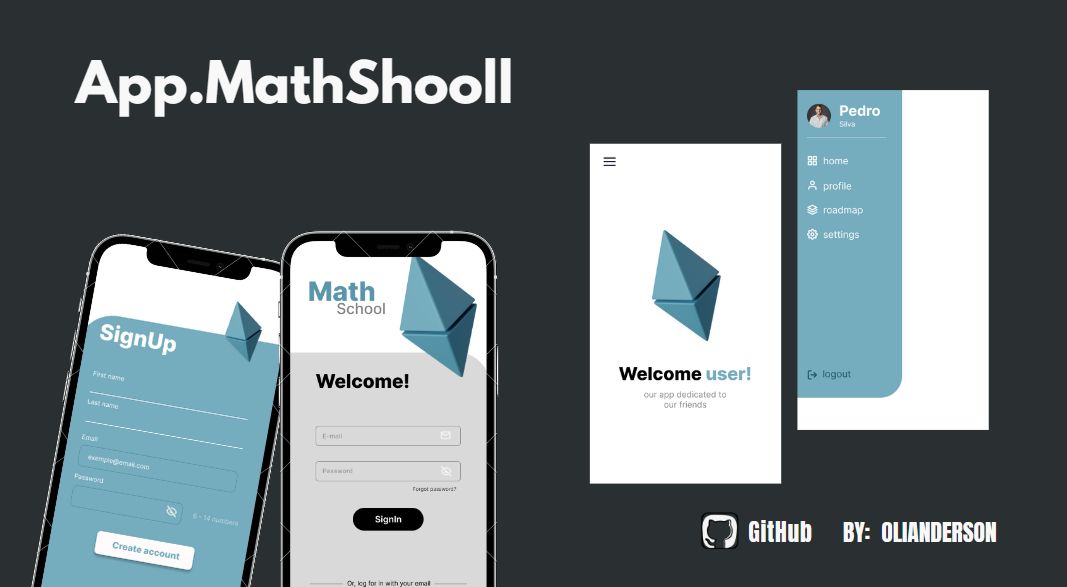 App.MathShooll
SignUp
First name
Last name
Email
exemplo@email.com
Password
6 - 14 numbers
Create account
Math
School
Welcome!
E-mail
Password
Forgot password?
SignIn
Or, log for in with your email
Welcome user!
our app dedicated to
our friends
Pedro
Silva
home
profile
roadmap
settings
logout
GitHub
BY: OLIANDERSON